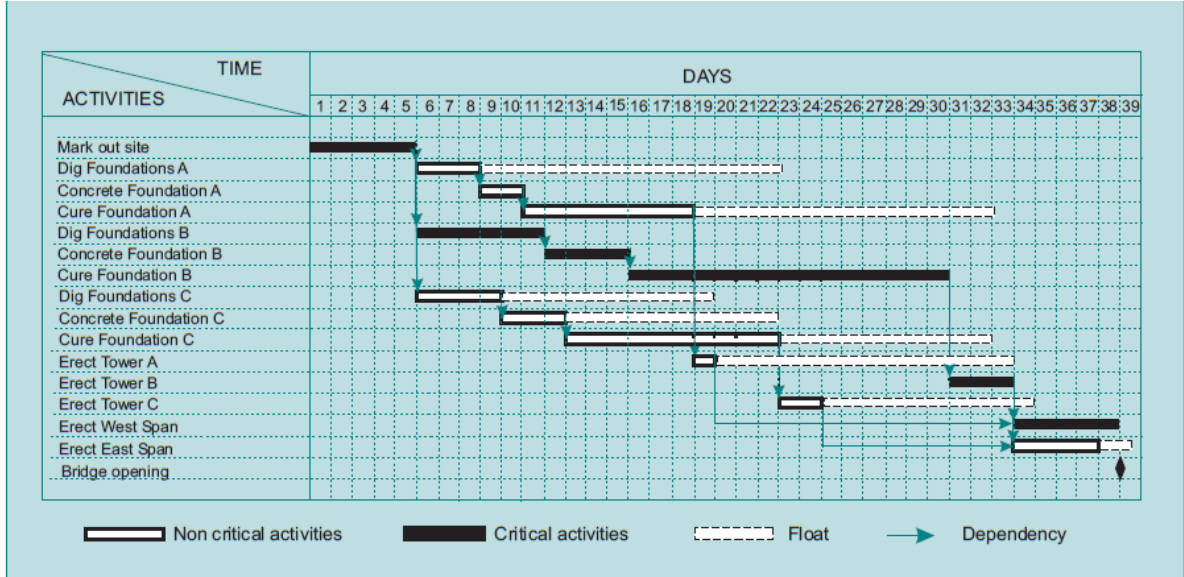 TIME
DAYS
ACTIVITIES
1 2 3 4 5 6 7 8 9 10 11 12 13 14 15 16 17 18 19 20 21 22 23 24 25 26 27 28 29 30 31 32 33 34 35 36 37 38 39
Mark out site
Dig Foundations A
Concrete Foundation A
Cure Foundation A
Dig Foundations B
Concrete Foundation B
Cure Foundation B
Dig Foundations C
Concrete Foundation C
Cure Foundation C
Erect Tower A
Erect Tower B
Erect Tower C
Erect West Span
Erect East Span
Bridge opening
Non critical activities Critical activities Float Dependency